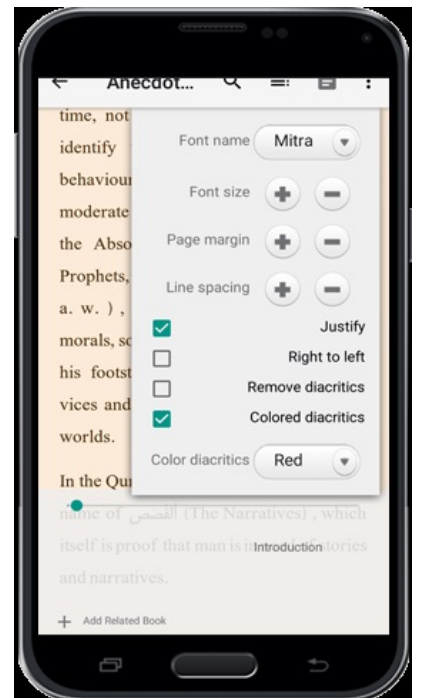 Anecdot...
time, not
identify
behaviour
moderate
the Abso
Prophets,
a. w. ) ,
morals, so
his footst
vices and
worlds.
In the Qur
name of القصص (The Narratives) , which
itself is proof that man is in of stories
and narratives.
Font name Mitra
Font size
Page margin
Line spacing
Justify
Right to left
Remove diacritics
Colored diacritics
Color diacritics Red
Introduction
Add Related Book